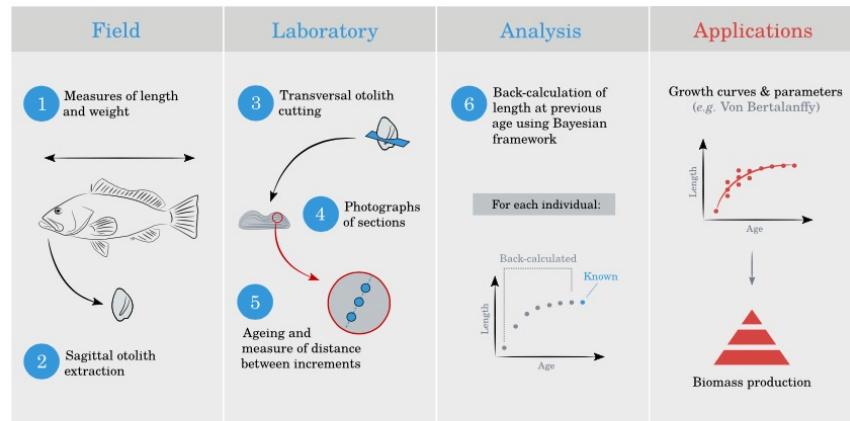 Field
Laboratory
Analysis
Applications
1
Measures of length
and weight
2
Sagittal otolith
extraction
3
Transversal otolith
cutting
4
Photographs
of sections
5
Ageing and
measure of distance
between increments
6
Back-calculation of
length at previous
age using Bayesian
framework
For each individual:
Back-calculated
Known
Length
Age
Growth curves & parameters
(e.g. Von Bertalanffy)
Length
Age
Biomass production